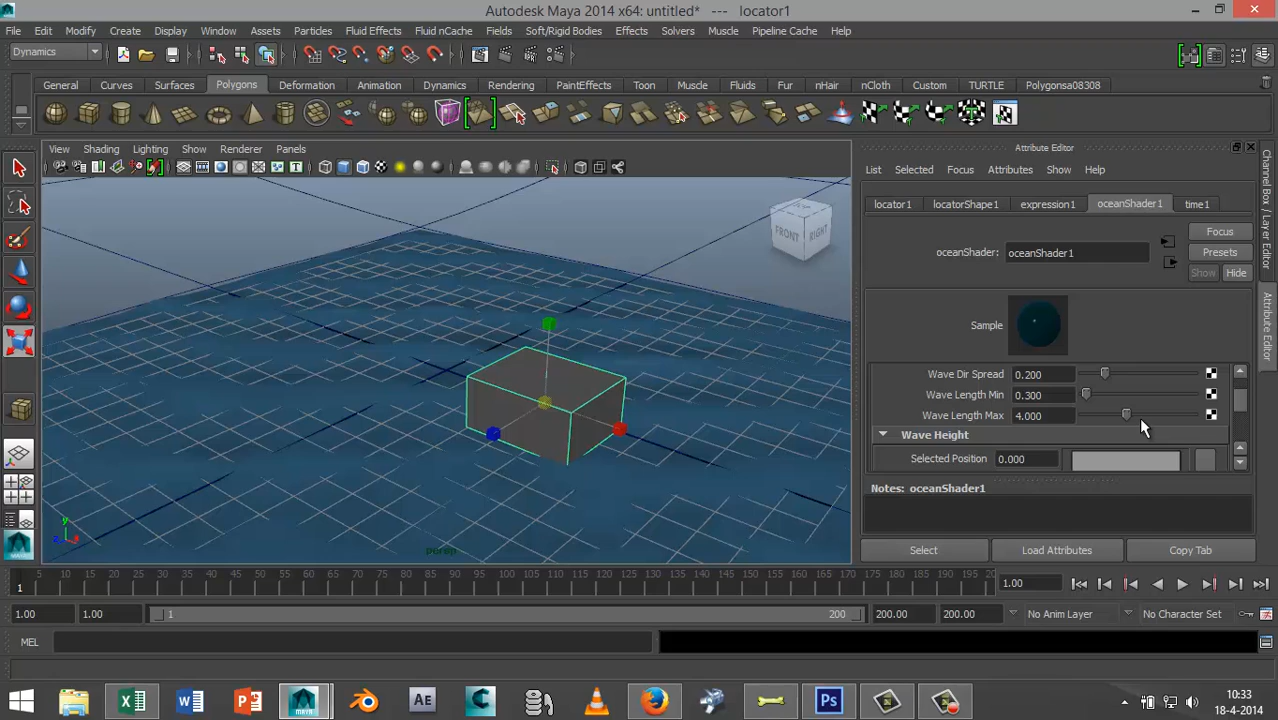 Autodesk Maya 2014 x64: untitled* --- locator1
File Edit Modify Create Display Window Assets Particles Fluid Effects Fluid nCache Fields Soft/Rigid Bodies Effects Solvers Muscle Pipeline Cache Help
Dynamics
General Curves Surfaces Polygons Deformation Animation Dynamics Rendering PaintEffects Toon Muscle Fluids Fur nHair nCloth Custom TURTLE Polygonsa08308
View Shading Lighting Show Renderer Panels
Attribute Editor
List Selected Focus Attributes Show Help
locator1 locatorShape1 expression1 oceanShader1 time1
Focus
oceanShader: oceanShader1
Presets
Show Hide
Sample
FRONT RIGHT
Wave Dir Spread 0.200
Wave Length Min 0.300
Wave Length Max 4.000
Wave Height
Selected Position 0.000
Notes: oceanShader1
Select Load Attributes Copy Tab
Channel Box / Layer Editor
Attribute Editor
y
z x
persp
1 5 10 15 20 25 30 35 40 45 50 55 60 65 70 75 80 85 90 95 100 105 110 115 120 125 130 135 140 145 150 155 160 165 170 175 180 185 190 195 20
1.00
1.00 1.00 1 200 200.00 200.00 No Anim Layer No Character Set
MEL
10:33
18-4-2014